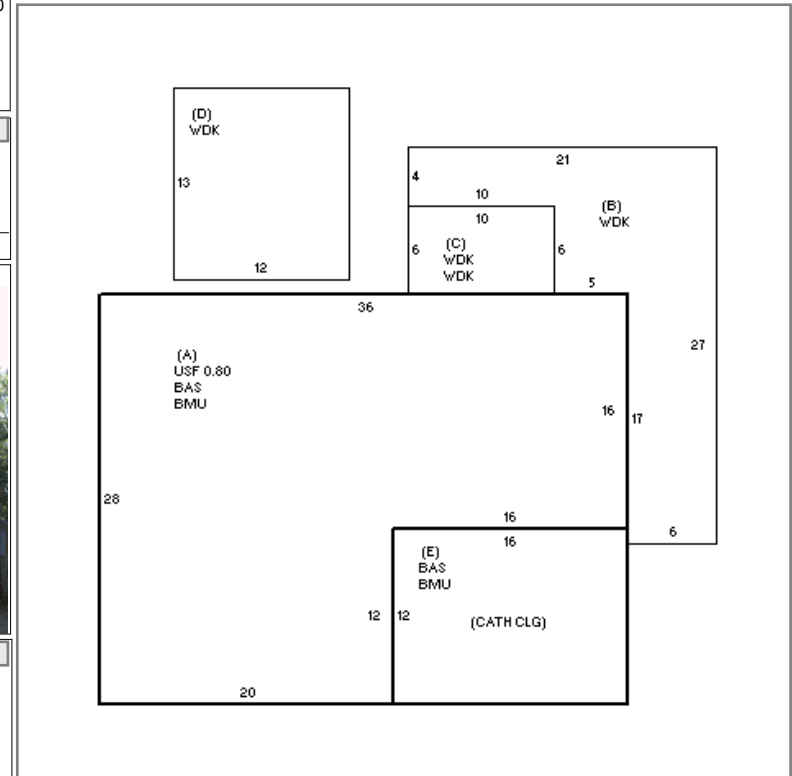 (D)
WDK
13
12
21
4
10
10
(B)
WDK
6
(C)
WDK
WDK
6
5
36
27
(A)
USF 0.80
BAS
BMU
16
17
28
16
16
6
(E)
BAS
BMU
12
12
(CATH CLG)
20